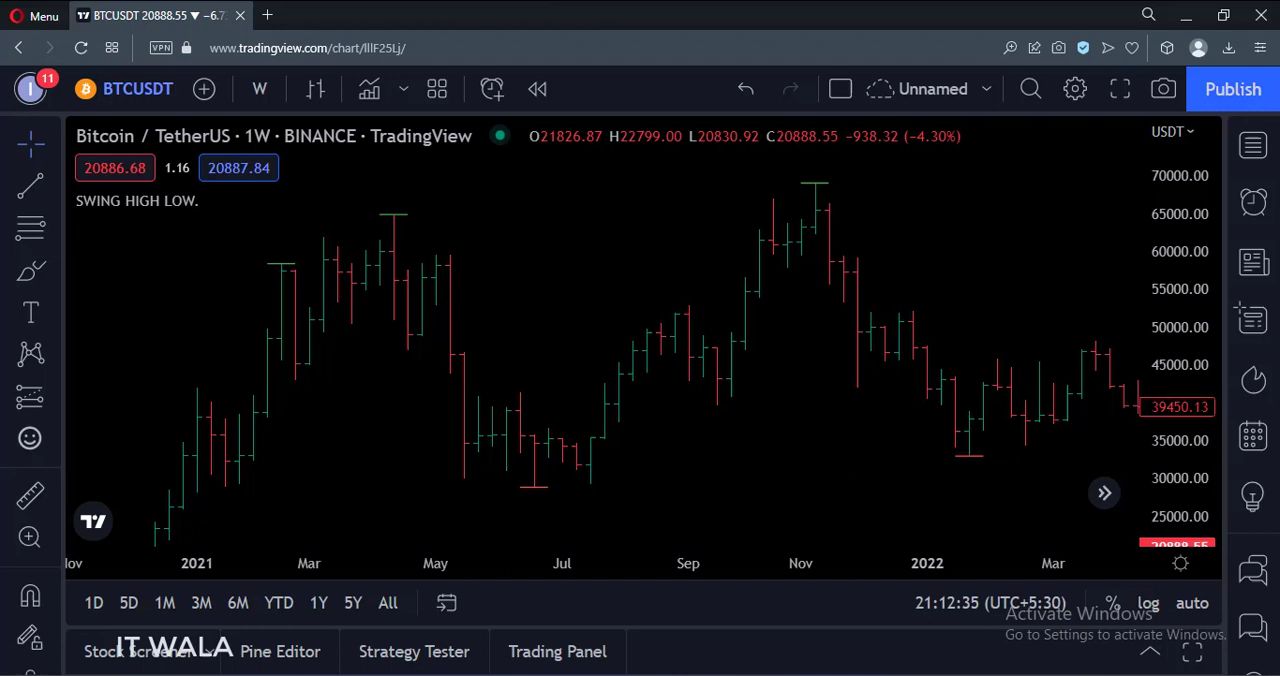 Menu
BTCUSDT 20888.55 ▼ −6.7
VPN
www.tradingview.com/chart/lllF25Lj/
11
I
BTCUSDT
W
Unnamed
Publish
Bitcoin / TetherUS · 1W · BINANCE · TradingView
O21826.87 H22799.00 L20830.92 C20888.55 −938.32 (−4.30%)
USDT
20886.68 1.16 20887.84
SWING HIGH LOW.
70000.00
65000.00
60000.00
55000.00
50000.00
45000.00
39450.13
35000.00
30000.00
25000.00
20888.55
2021 Mar May Jul Sep Nov 2022 Mar
1D 5D 1M 3M 6M YTD 1Y 5Y All
21:12:35 (UTC+5:30) % log auto
Activate Windows
Go to Settings to activate Windows.
Stock Screener Pine Editor Strategy Tester Trading Panel
IT WALA